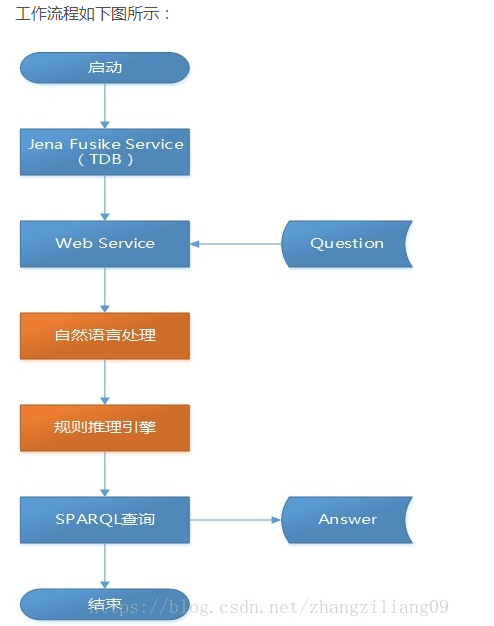 工作流程如下图所示：
启动
Jena Fusike Service
（TDB）
Web Service
Question
自然语言处理
规则推理引擎
SPARQL查询
Answer
结束
https://blog.csdn.net/zhangziliang09